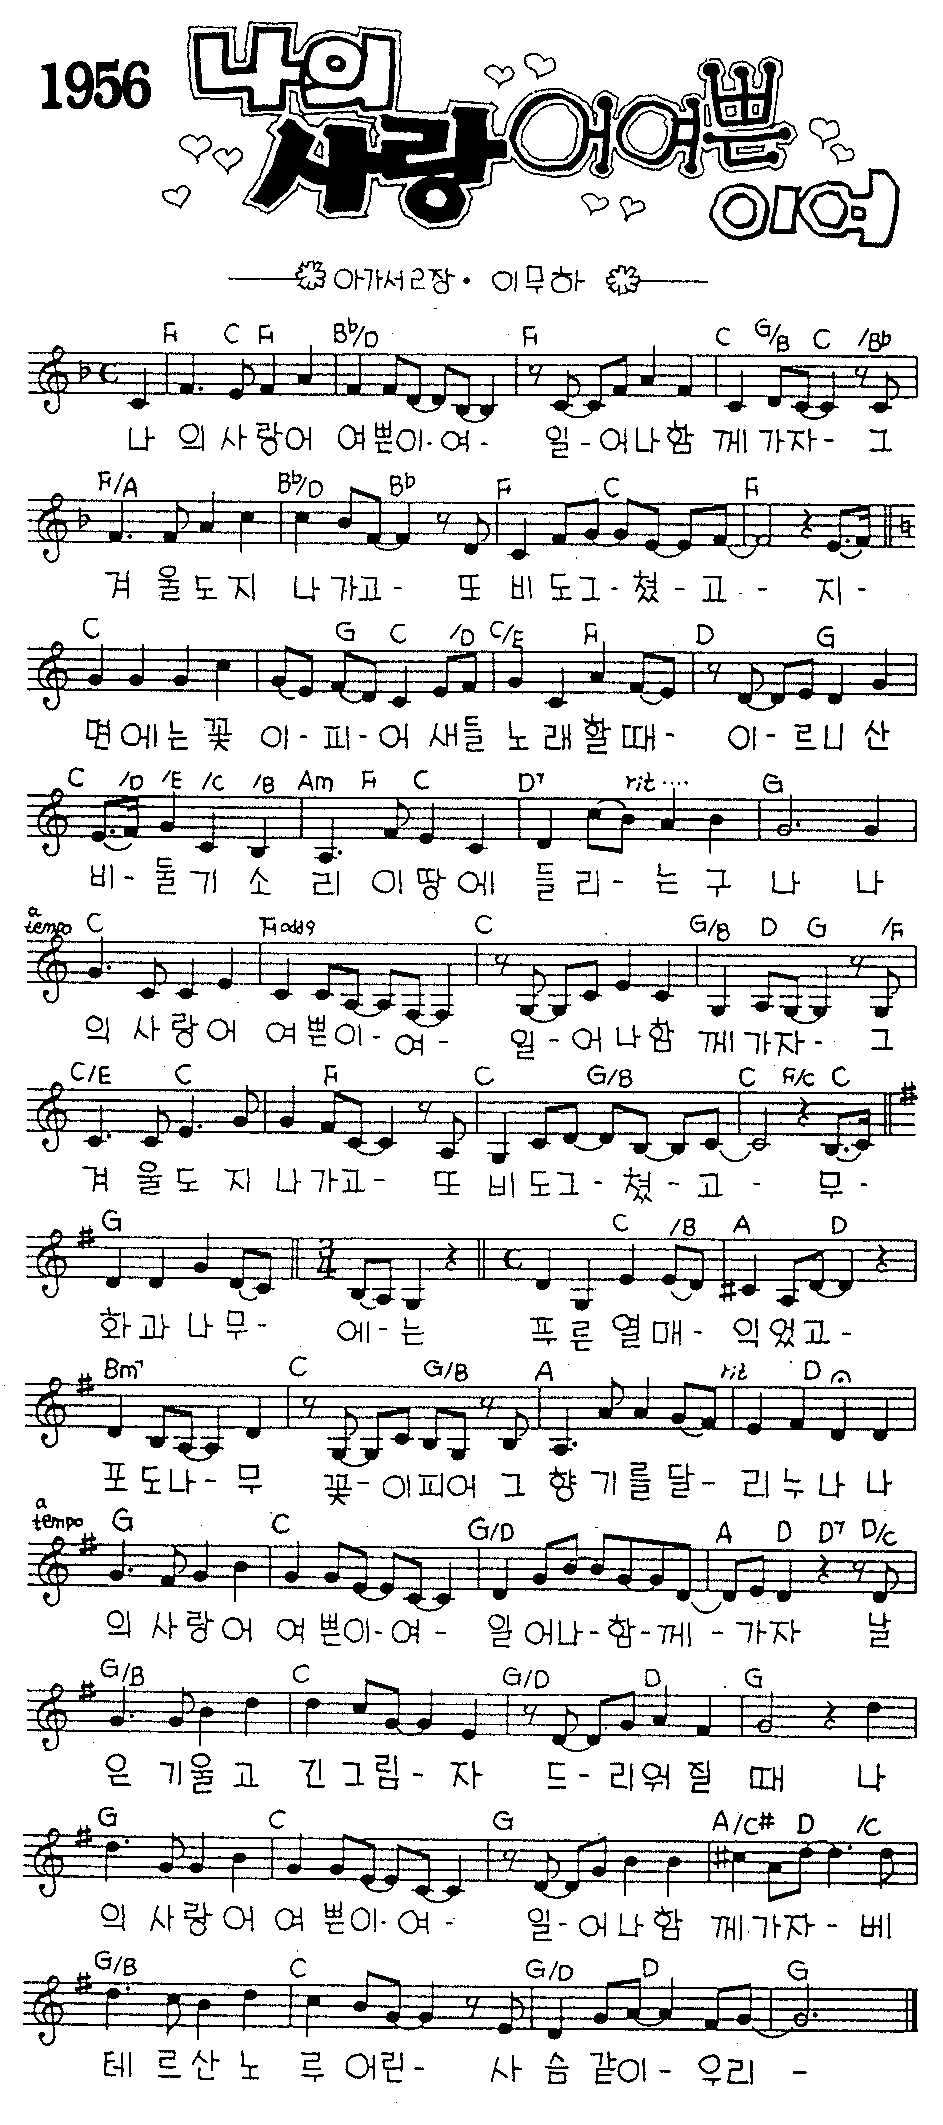 1956
나의
사랑 어여쁜
이여
아가서 2장 • 이무하
F C F Bb/D F C G/B C /Bb
나 의 사 랑 어 여 쁜 이 - 여 - 일 - 어 나 함 께 가 자 - 그
F/A Bb/D Bb F C F
겨 울 도 지 나 가 고 - 또 비 도 그 - 쳤 - 고 - - 지 -
C G C /D C/E F D G
면 에 는 꽃 이 - 피 - 어 새 들 노 래 할 때 - 이 - 르 니 산
C /D /E /C /B Am F C D7 rit···· G
비 - 둘 기 소 리 이 땅 에 들 리 - 는 구 나 나
a tempo C Fadd9 C G/B D G /F
의 사 랑 어 여 쁜 이 - 여 - 일 - 어 나 함 께 가 자 - 그
C/E C F C G/B C F/C C
겨 울 도 지 나 가 고 - 또 비 도 그 - 쳤 - 고 - 무 -
G C /B A D
화 과 나 무 - 에 - 는 푸 른 열 매 - 익 었 고 -
Bm7 C G/B A rit D
포 도 나 - 무 꽃 - 이 피 어 그 향 기 를 달 - 리 누 나 나
a tempo G C G/D A D D7 D/C
의 사 랑 어 여 쁜 이 - 여 - 일 어 나 - 함 - 께 - 가 자 날
G/B C G/D D G
은 기 울 고 긴 그 림 - 자 드 - 리 워 질 때 나
G C G A/C# D /C
의 사 랑 어 여 쁜 이 - 여 - 일 - 어 나 함 께 가 자 - 베
G/B C G/D D G
테 르 산 노 루 어 린 - 사 슴 같 이 - 우 리 -